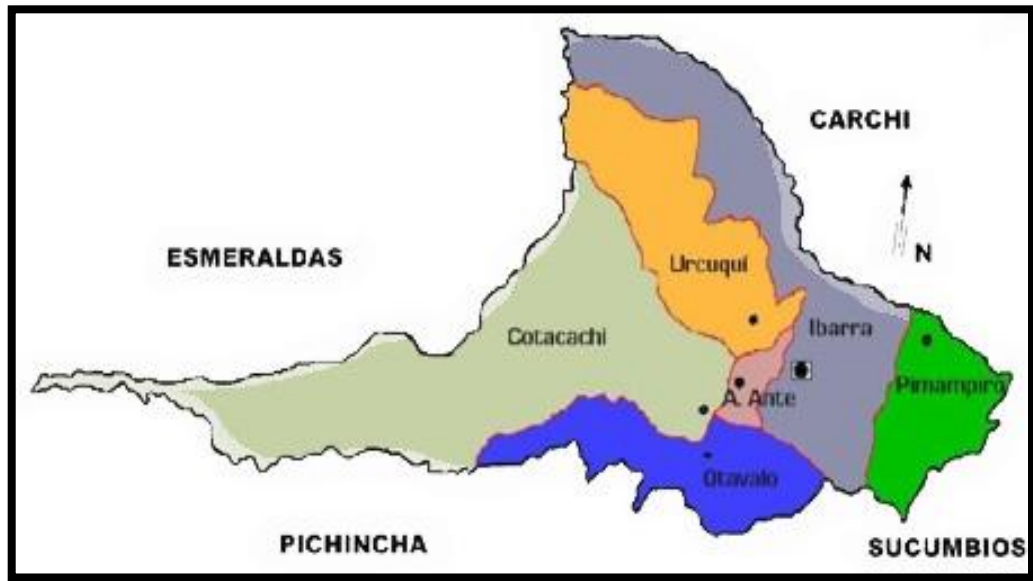 CARCHI
ESMERALDAS
N
Urcuquí
Ibarra
Cotacachi
Pimampiro
A. Ante
Otavalo
PICHINCHA
SUCUMBIOS